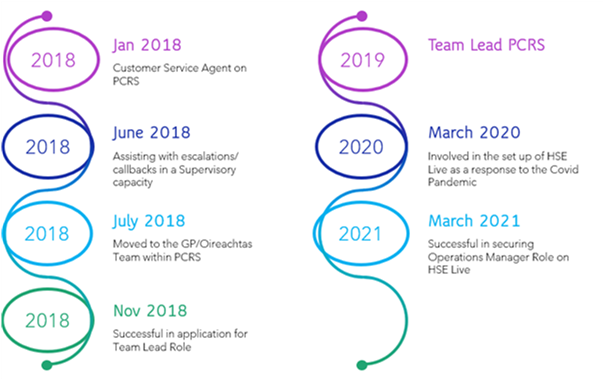 2018
Jan 2018
Customer Service Agent on
PCRS
2018
June 2018
Assisting with escalations/
callbacks in a Supervisory
capacity
2018
July 2018
Moved to the GP/Oireachtas
Team within PCRS
2018
Nov 2018
Successful in application for
Team Lead Role
2019
Team Lead PCRS
2020
March 2020
Involved in the set up of HSE
Live as a response to the Covid
Pandemic
2021
March 2021
Successful in securing
Operations Manager Role on
HSE Live